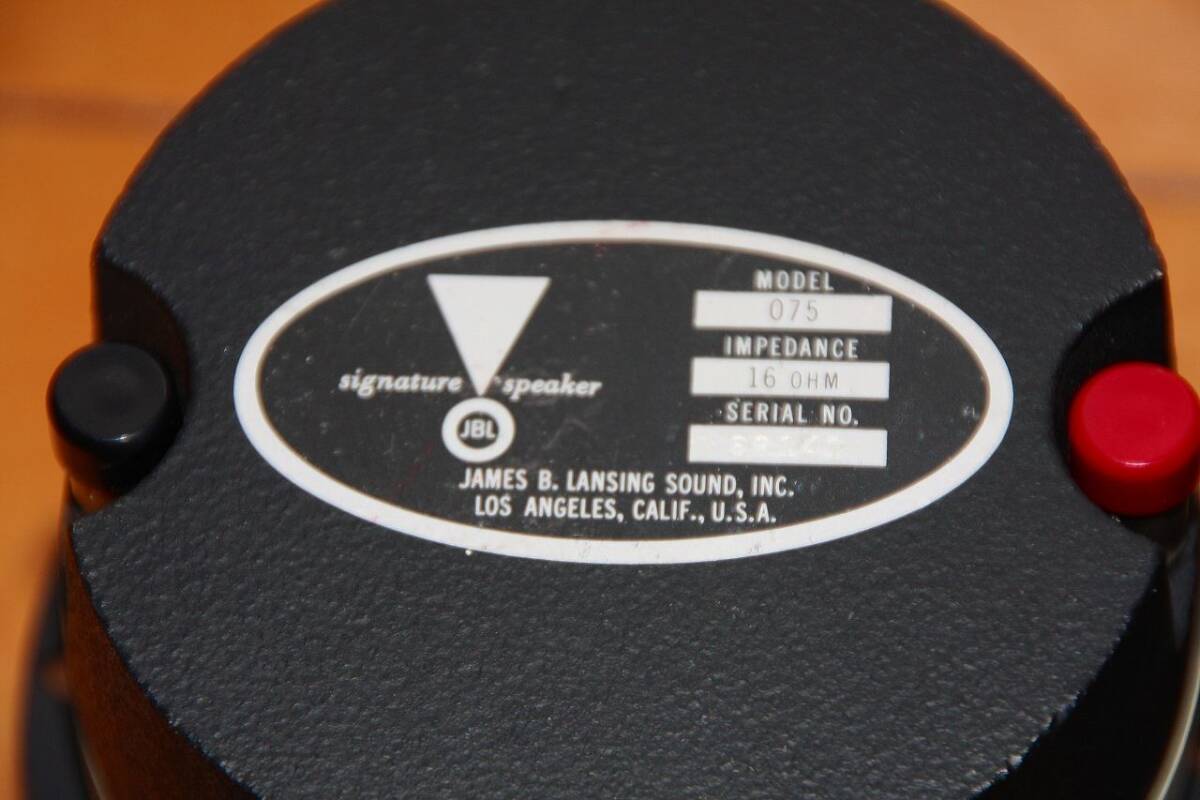 signature speaker
JBL
MODEL
075
IMPEDANCE
16 OHM
SERIAL NO.
JAMES B. LANSING SOUND, INC.
LOS ANGELES, CALIF., U.S.A.